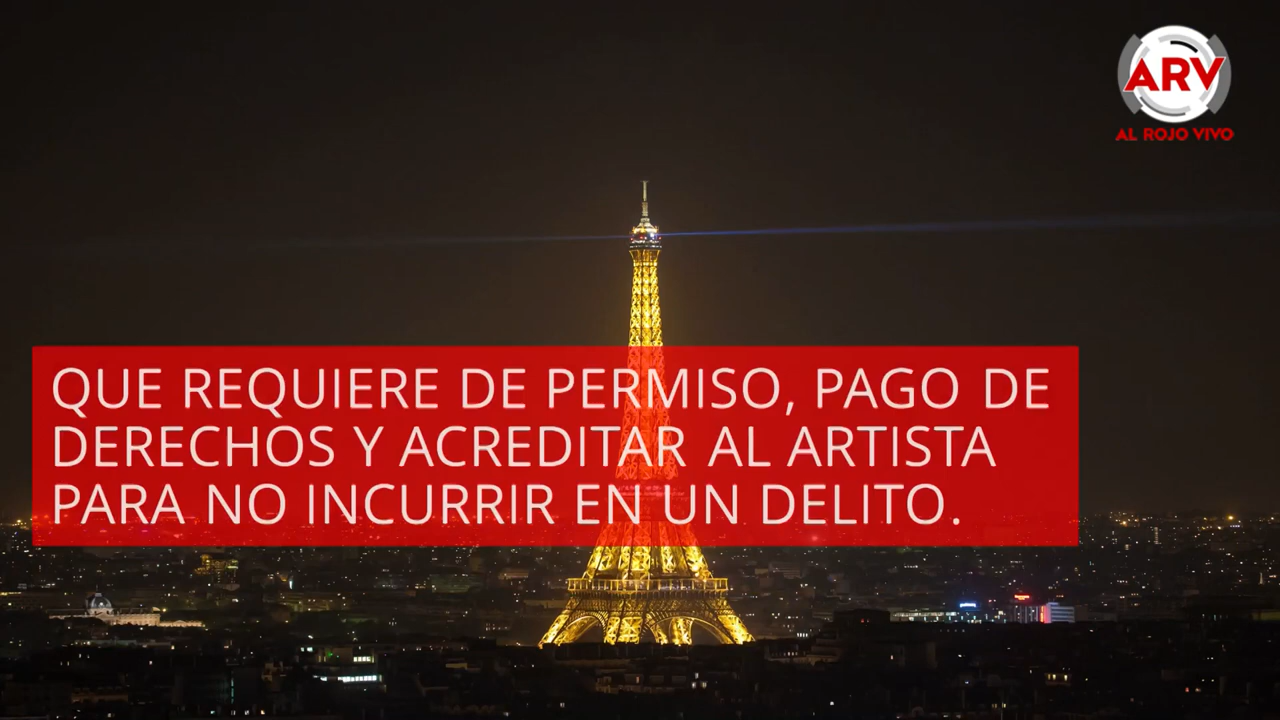 ARV
AL ROJO VIVO
QUE REQUIERE DE PERMISO, PAGO DE
DERECHOS Y ACREDITAR AL ARTISTA
PARA NO INCURRIR EN UN DELITO.